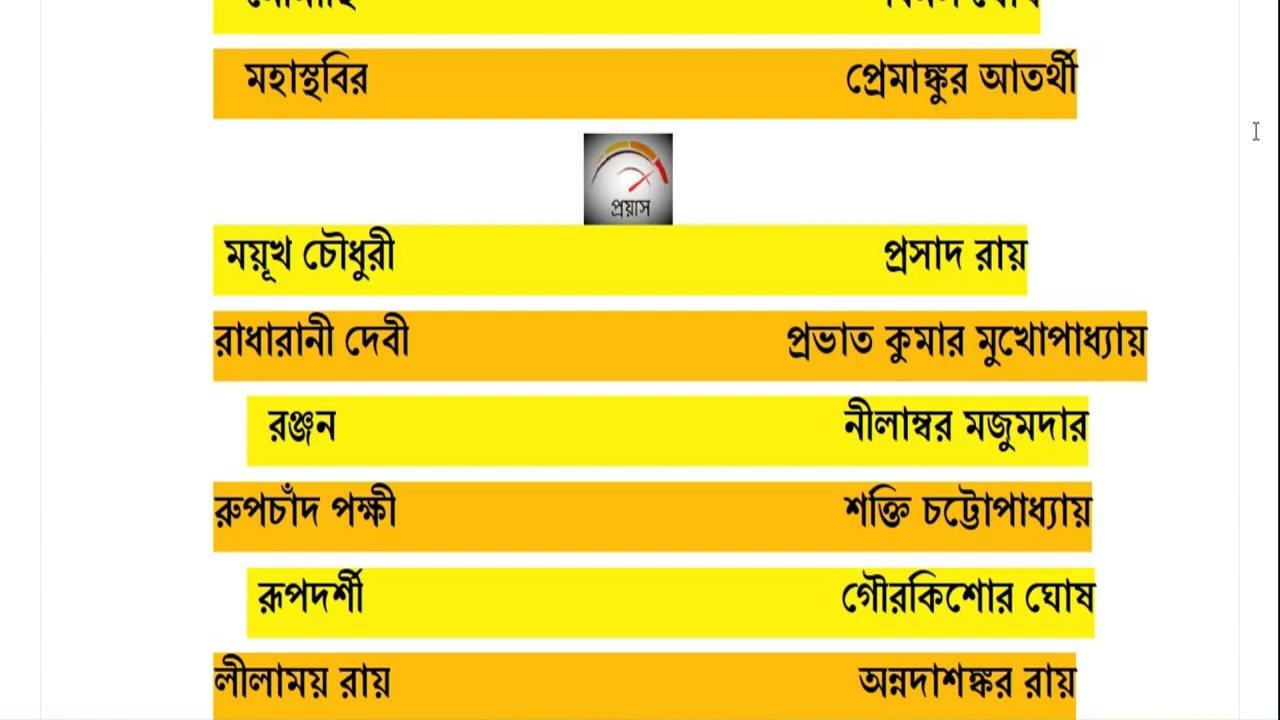 মহাস্থবির প্রেমাঙ্কুর আতর্থী
প্রয়াস
ময়ূখ চৌধুরী প্রসাদ রায়
রাধারানী দেবী প্রভাত কুমার মুখোপাধ্যায়
রঞ্জন নীলাম্বর মজুমদার
রুপচাঁদ পক্ষী শক্তি চট্টোপাধ্যায়
রূপদর্শী গৌরকিশোর ঘোষ
লীলাময় রায় অন্নদাশঙ্কর রায়